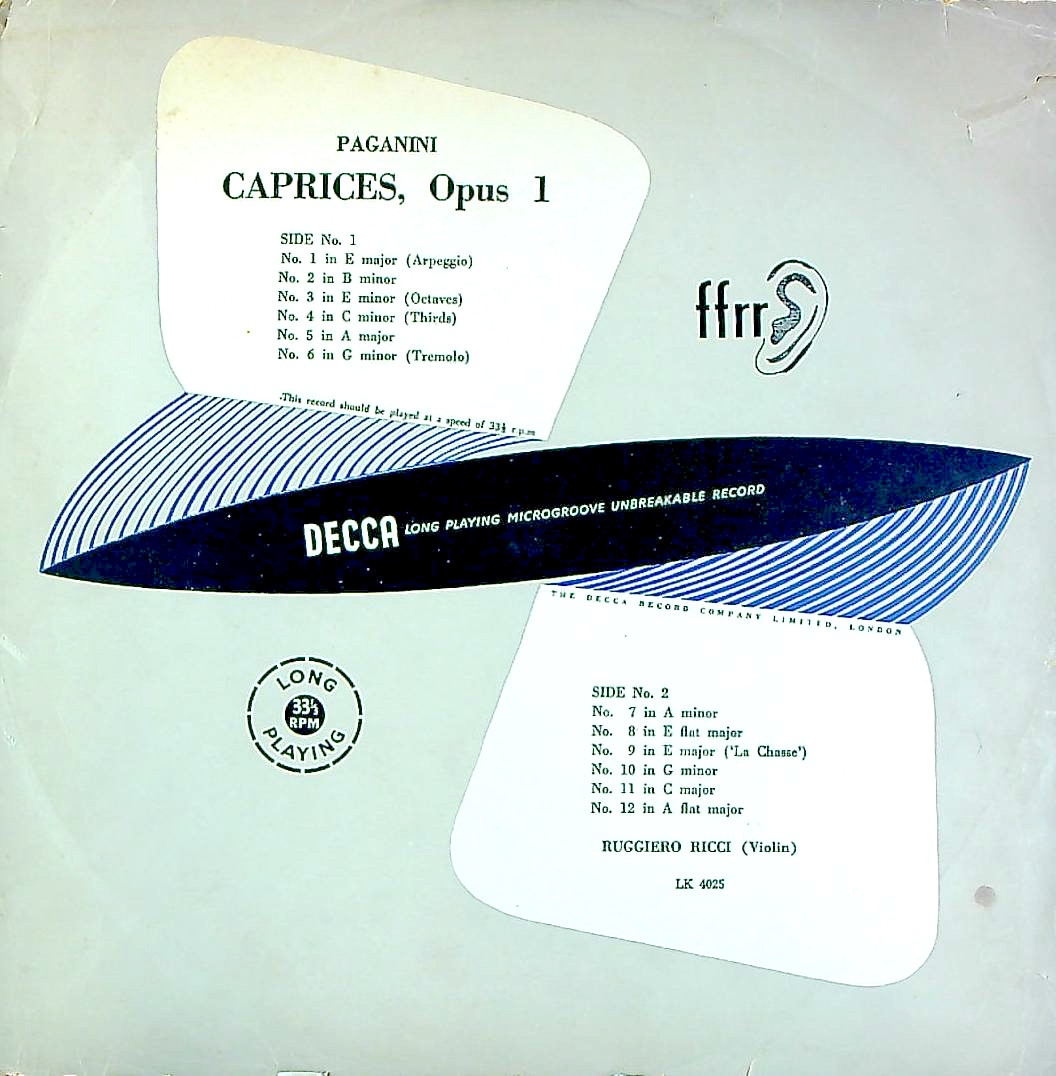 PAGANINI
CAPRICES, Opus 1
SIDE No. 1
No. 1 in E major (Arpeggio)
No. 2 in B minor
No. 3 in E minor (Octaves)
No. 4 in C minor (Thirds)
No. 5 in A major
No. 6 in G minor (Tremolo)
This record should be played at a speed of 33⅓ r.p.m
ffrr
DECCA LONG PLAYING MICROGROOVE UNBREAKABLE RECORD
THE DECCA RECORD COMPANY LIMITED, LONDON
LONG
33⅓
RPM
PLAYING
SIDE No. 2
No. 7 in A minor
No. 8 in E flat major
No. 9 in E major ('La Chasse')
No. 10 in G minor
No. 11 in C major
No. 12 in A flat major
RUGGIERO RICCI (Violin)
LK 4025